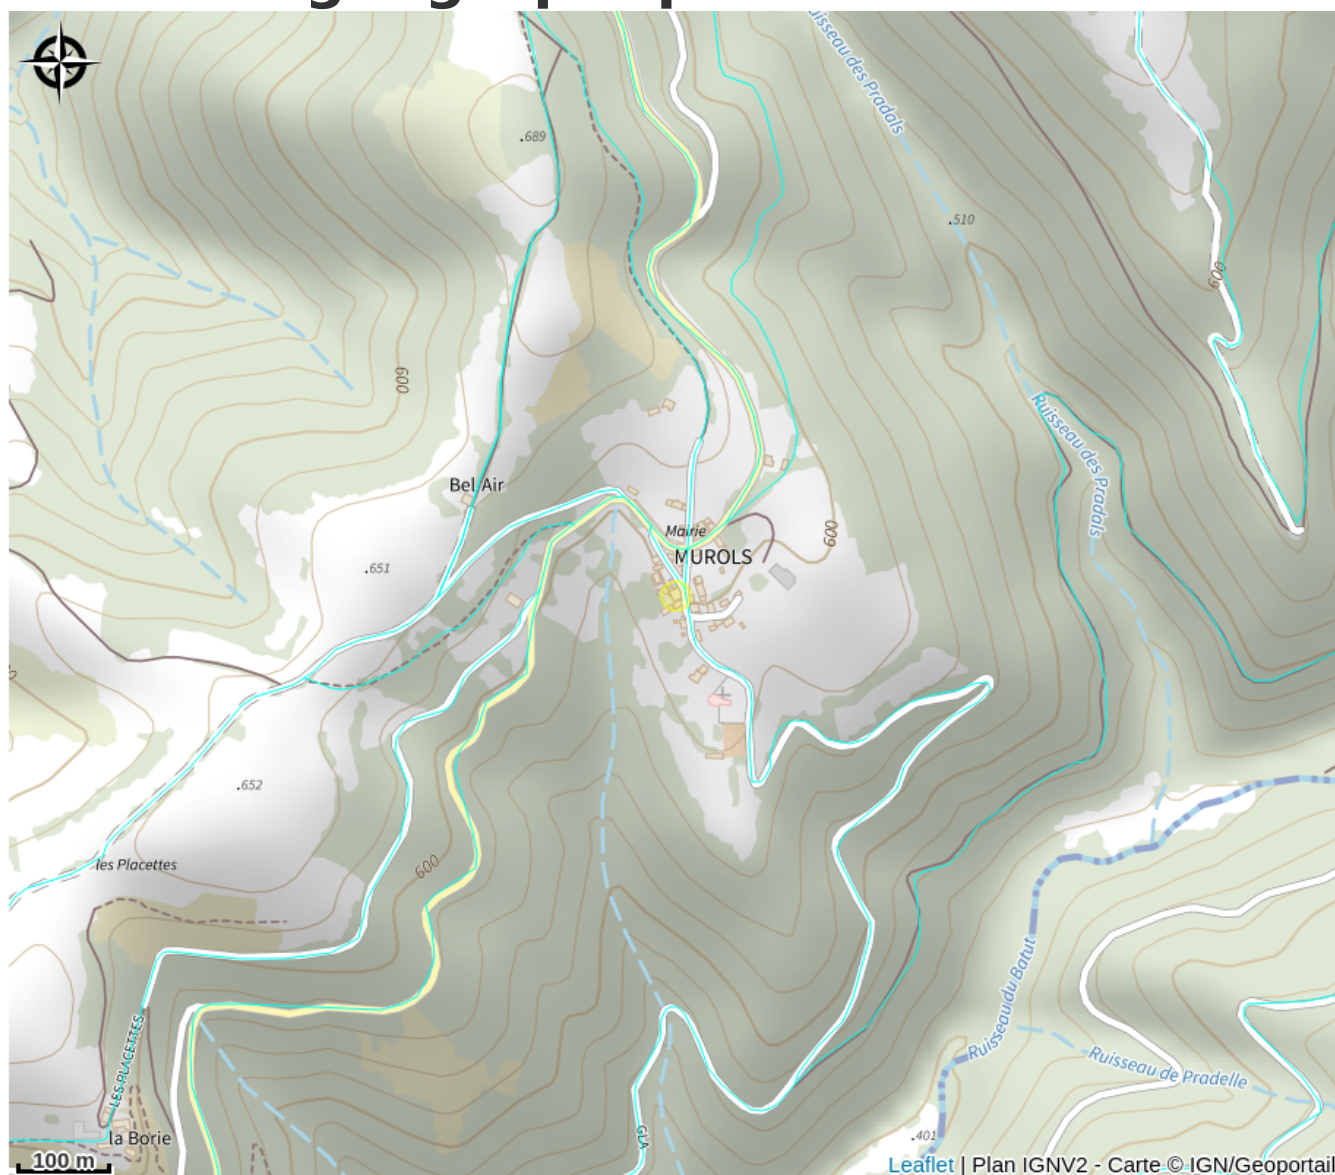 Ruisseau des Pradals
.689
.510
600
600
Ruisseau des Pradals
Bel-Air
600
Mairie
MUROLS
.651
.652
les Placettes
600
Ruisseau du Batut
LES PLACETTES
Ruisseau de Pradelle
GLA
la Borie
.401
100 m
Leaflet | Plan IGNV2 - Carte © IGN/Geoportail